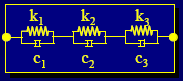 k₁ k₂ k₃
c₁ c₂ c₃